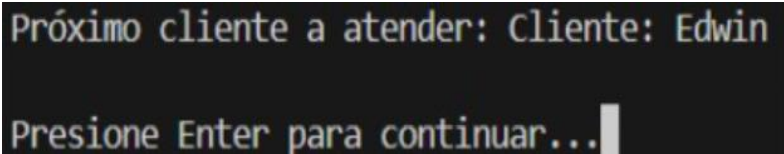 Próximo cliente a atender: Cliente: Edwin
Presione Enter para continuar...